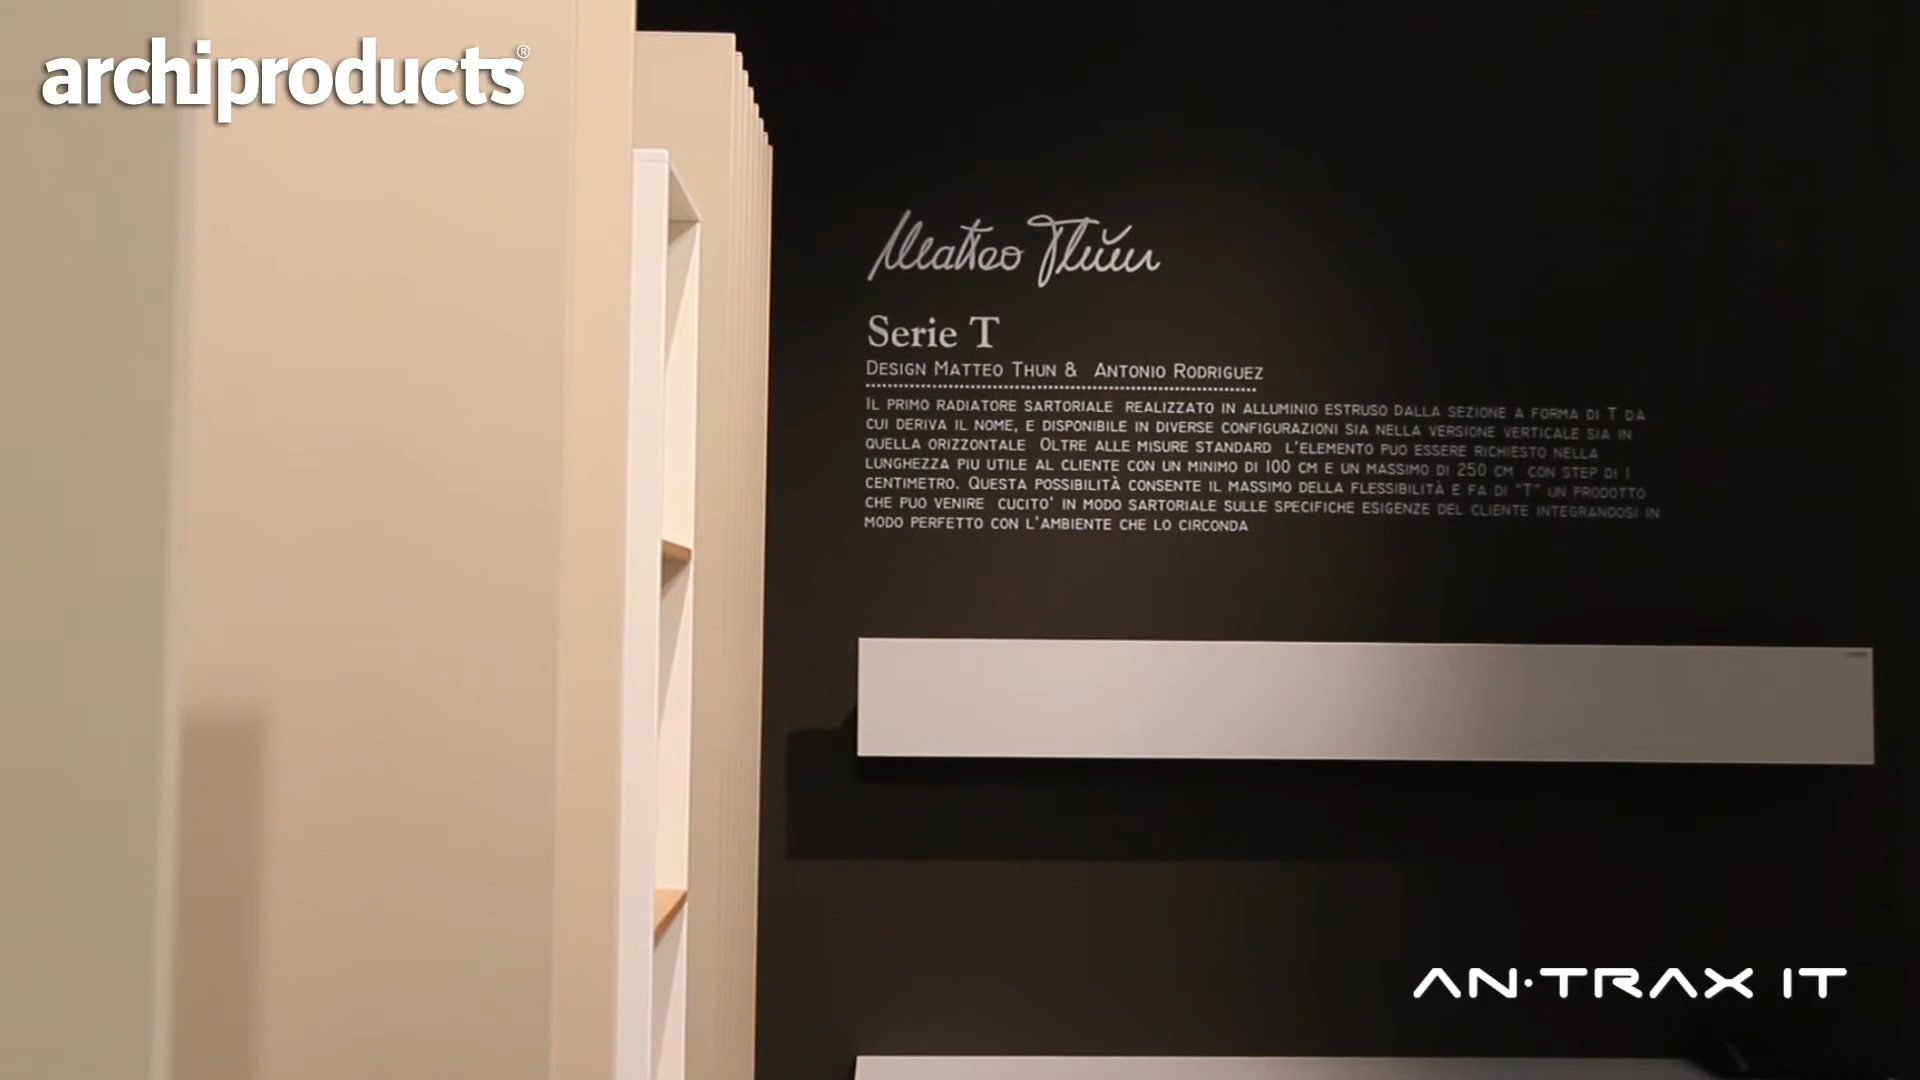 archiproducts®
Matteo Thun
Serie T
Design Matteo Thun & Antonio Rodriguez
Il primo radiatore sartoriale realizzato in alluminio estruso dalla sezione a forma di T da
cui deriva il nome, e disponibile in diverse configurazioni sia nella versione verticale sia in
quella orizzontale Oltre alle misure standard l'elemento puo essere richiesto nella
lunghezza piu utile al cliente con un minimo di 100 cm e un massimo di 250 cm con step di 1
centimetro. Questa possibilità consente il massimo della flessibilità e fa di "T" un prodotto
che puo venire cucito' in modo sartoriale sulle specifiche esigenze del cliente integrandosi in
modo perfetto con l'ambiente che lo circonda
AN·TRAX IT